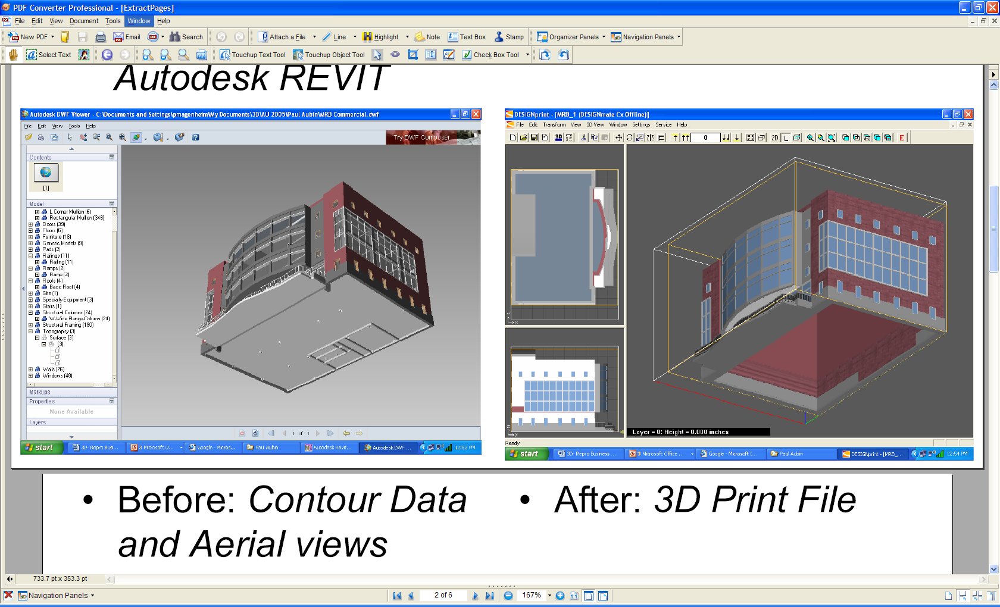 PDF Converter Professional - [ExtractPages]
File Edit View Document Tools Window Help
New PDF Email Search Attach a File Line Highlight Note Text Box Stamp Organizer Panels Navigation Panels
Select Text Touchup Text Tool Touchup Object Tool Check Box Tool
Autodesk REVIT
Autodesk DWF Viewer - C:\Documents and Settings\pmagenheim\My Documents\3D\AU 2005\Paul Aubin\MRB Commercial.dwf
File Edit View Tools Help
Try DWF Composer
Contents
[1]
Model
L Corner Mullion (6)
Rectangular Mullion (346)
Doors (39)
Floors (6)
Furniture (18)
Generic Models (9)
Pads (2)
Railings (11)
Railing (11)
Ramps (2)
Ramp (2)
Roofs (4)
Basic Roof (4)
Site (1)
Specialty Equipment (3)
Stairs (1)
Structural Columns (24)
W-Wide Flange-Column (24)
Structural Framing (190)
Topography (3)
Surface (3)
(3)
Walls (76)
Windows (48)
Markups
Properties
None Available
Layers
1 of 1
start 3D- Repro Busi... 3 Microsoft O... Google - Micros... Paul Aubin Autodesk Revit... Autodesk DWF ... 12:52 PM
DESIGNprint - [MRB_1 (DESIGNmate Cx Offline)]
File Edit Transform View 3D View Window Settings Service Help
3D 0 2D L E
Y
X
Z
X
Layer = 0; Height = 0.000 inches
Ready
start 3D- Repro Business ... 3 Microsoft Office ... Google - Microsoft I... Paul Aubin DESIGNprint - [MRB_... 12:54 PM
• Before: Contour Data
and Aerial views
• After: 3D Print File
733.7 pt x 353.3 pt
Navigation Panels 2 of 6 167% 1:1